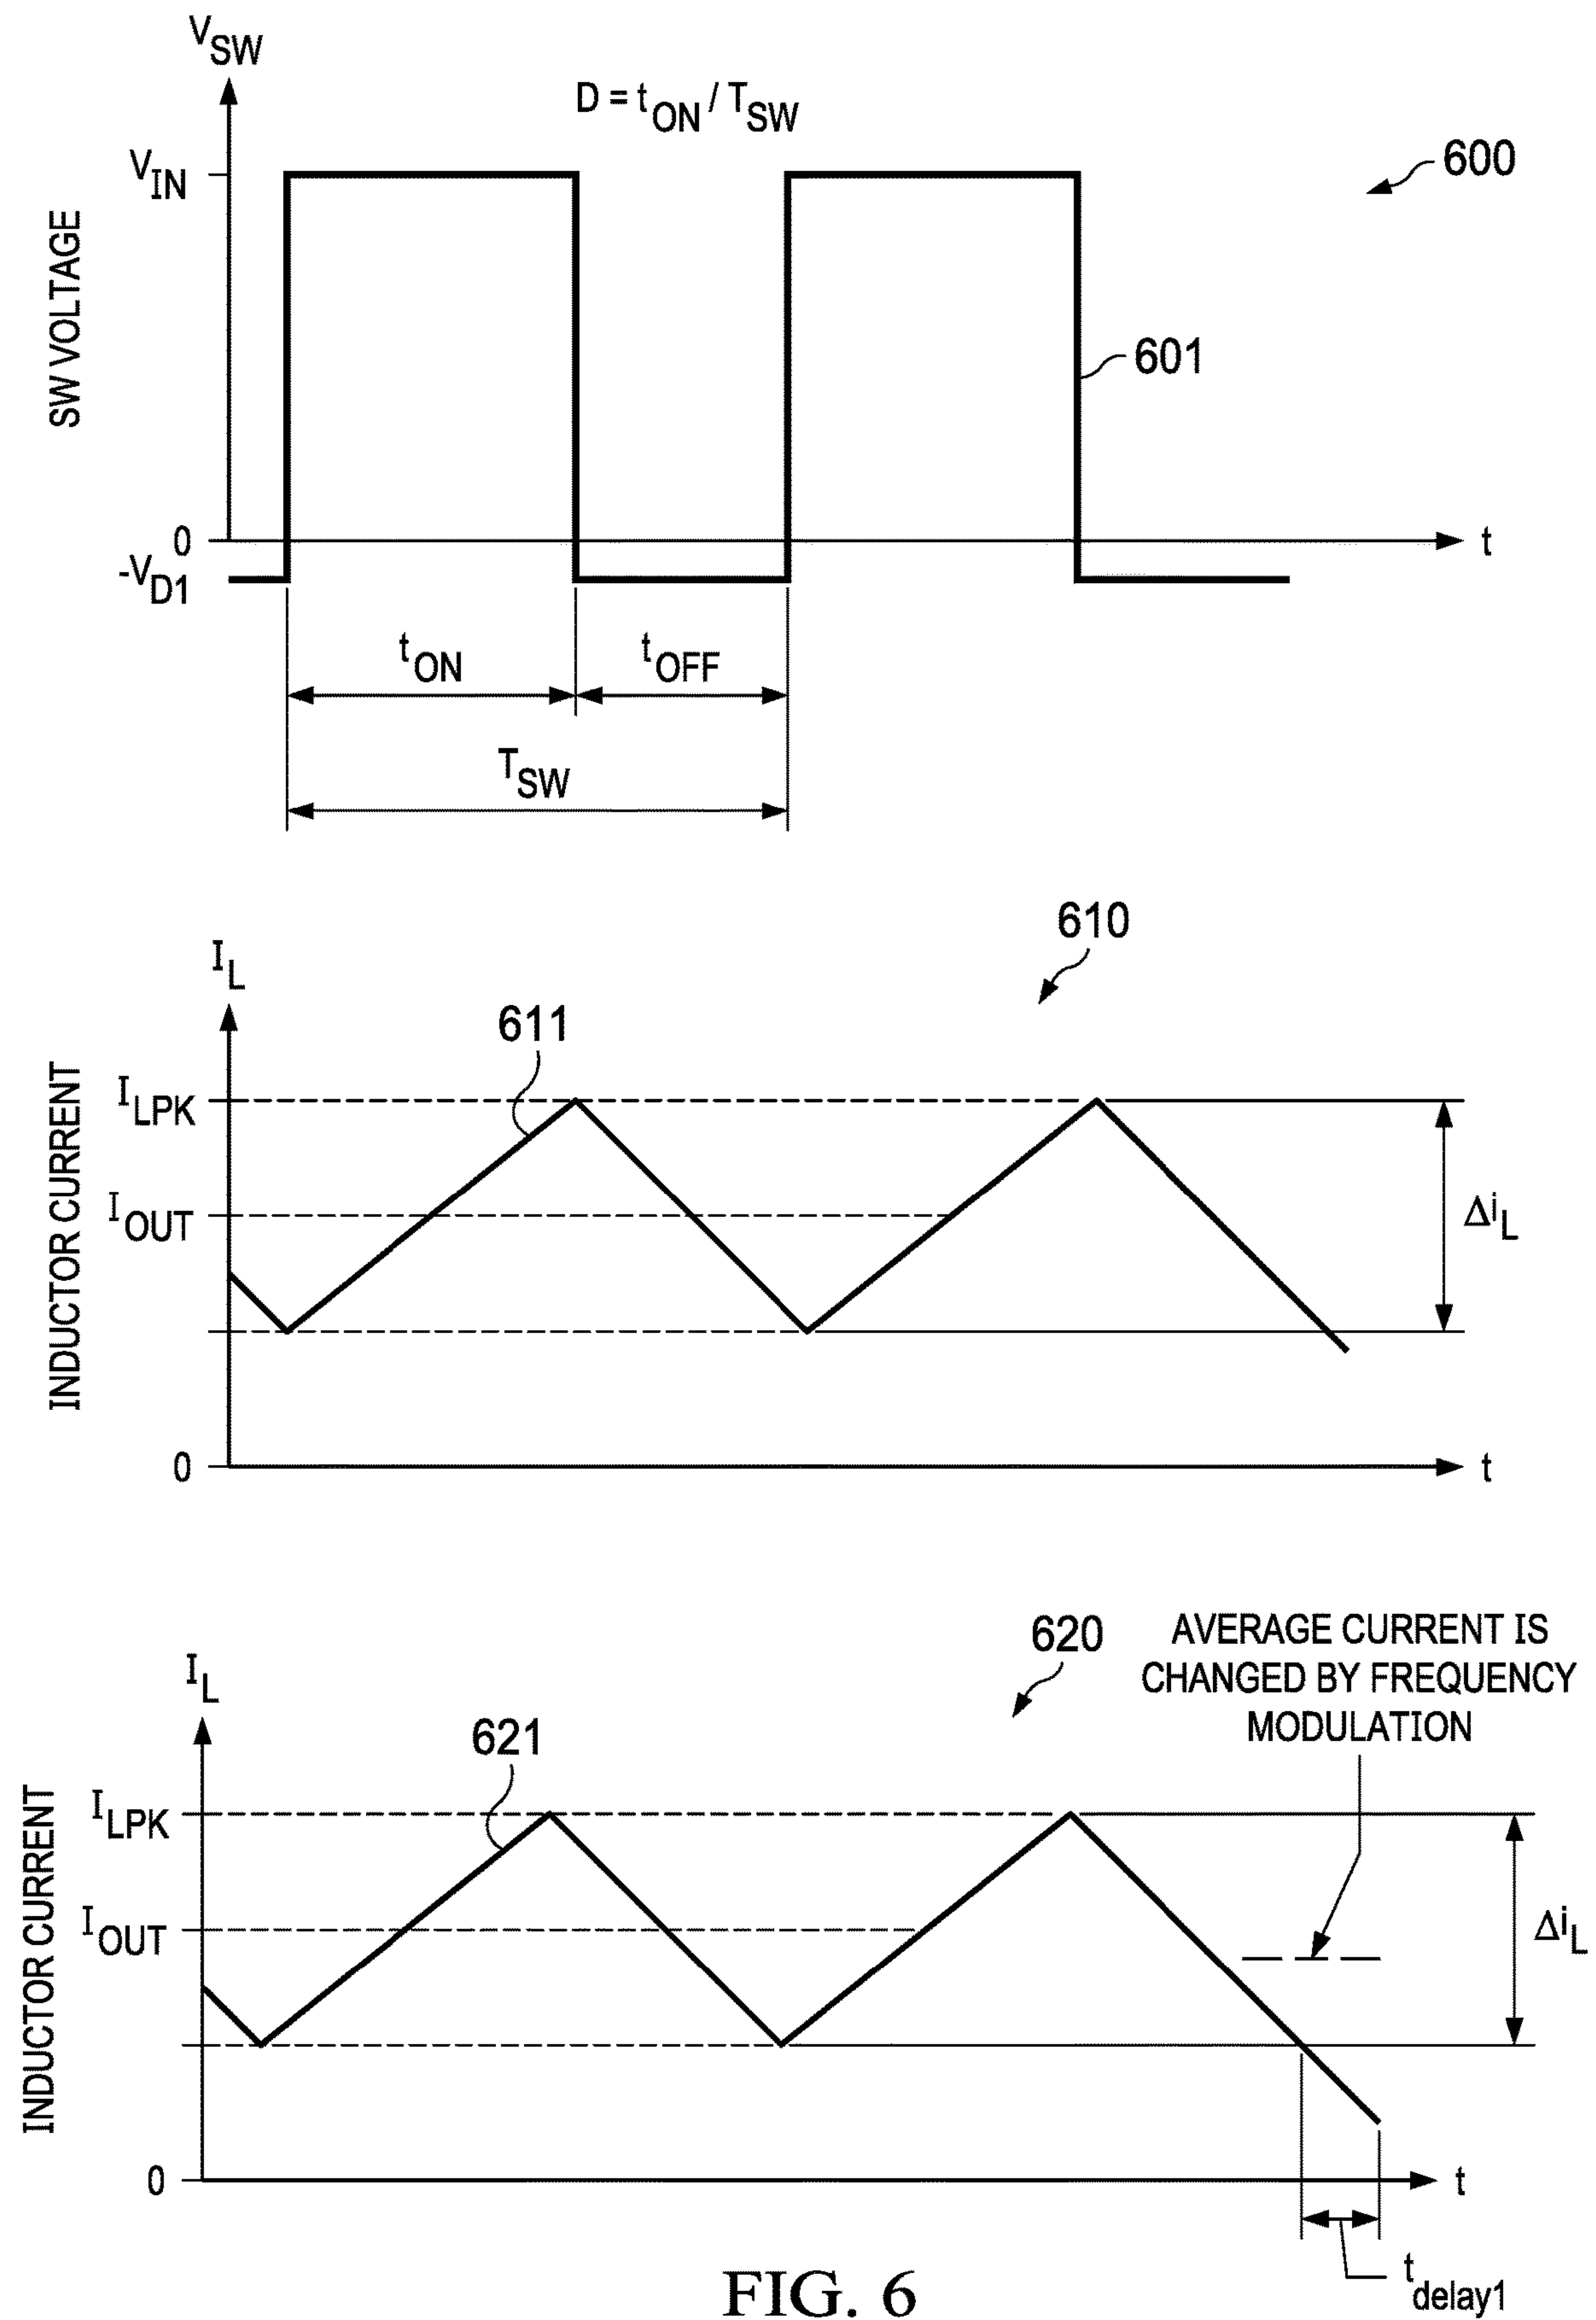 V_SW
D = t_ON / T_SW
600
V_IN
SW VOLTAGE
601
0
t
-V_D1
t_ON
t_OFF
T_SW
610
I_L
611
I_LPK
INDUCTOR CURRENT
I_OUT
Δi_L
0
t
620
AVERAGE CURRENT IS
CHANGED BY FREQUENCY
MODULATION
I_L
621
I_LPK
INDUCTOR CURRENT
I_OUT
Δi_L
0
t
t_delay1
FIG. 6